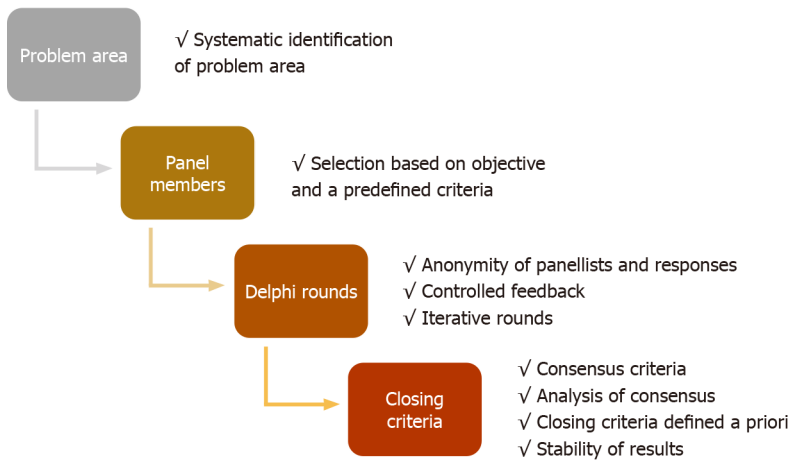 Problem area
√ Systematic identification
of problem area
Panel
members
√ Selection based on objective
and a predefined criteria
Delphi rounds
√ Anonymity of panellists and responses
√ Controlled feedback
√ Iterative rounds
Closing
criteria
√ Consensus criteria
√ Analysis of consensus
√ Closing criteria defined a priori
√ Stability of results